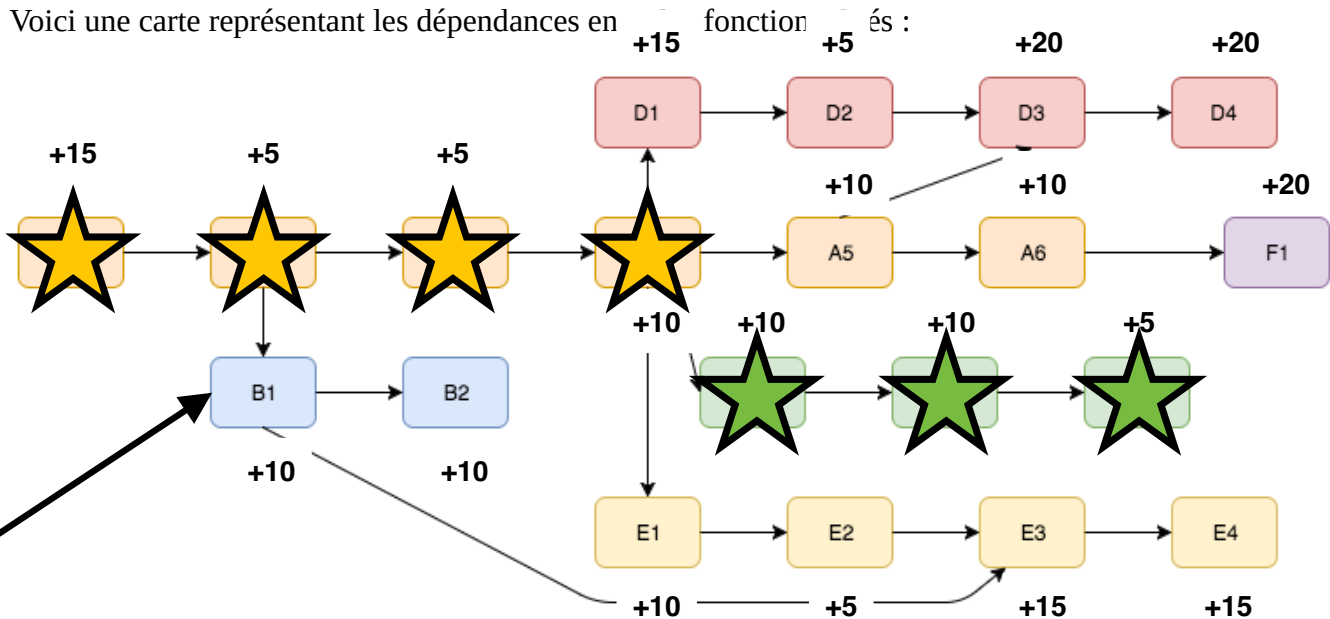 Voici une carte représentant les dépendances en fonction és :
+15 +5 +20 +20
D1 D2 D3 D4
+15 +5 +5 +10 +10 +20
A5 A6 F1
+10 +10 +10 +5
B1 B2
+10 +10
E1 E2 E3 E4
+10 +5 +15 +15